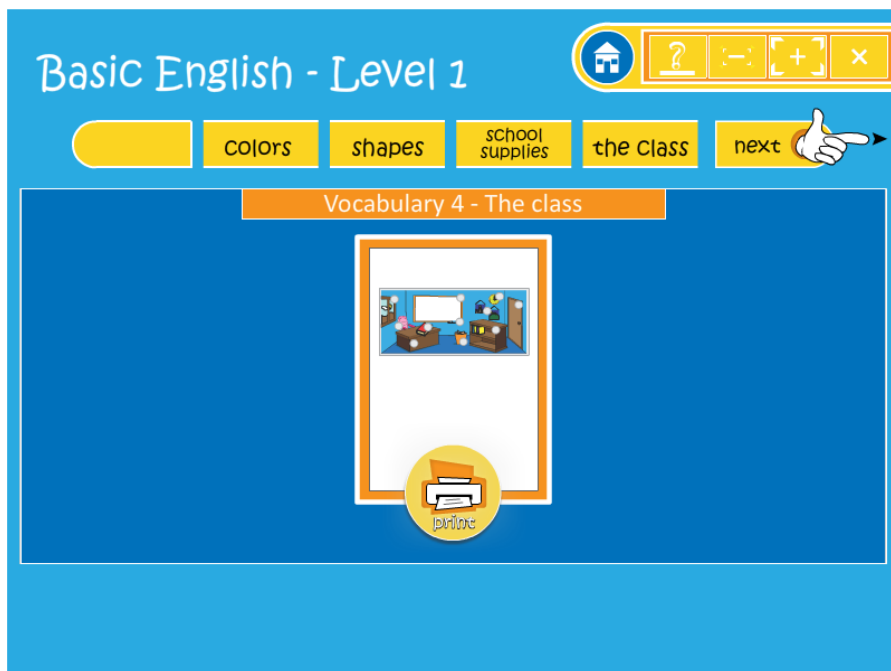 Basic English - Level 1
?
colors
shapes
school
supplies
the class
next
Vocabulary 4 - The class
print